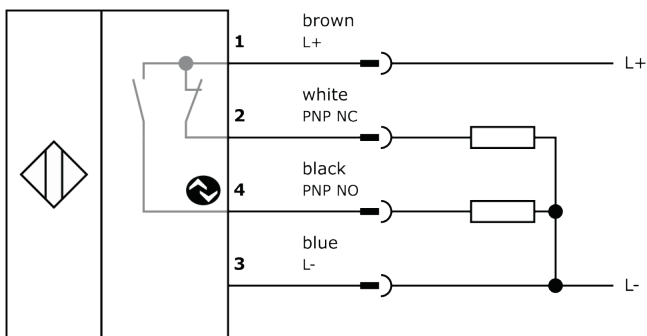 brown
1
L+
L+
white
2
PNP NC
black
4
PNP NO
blue
3
L-
L-